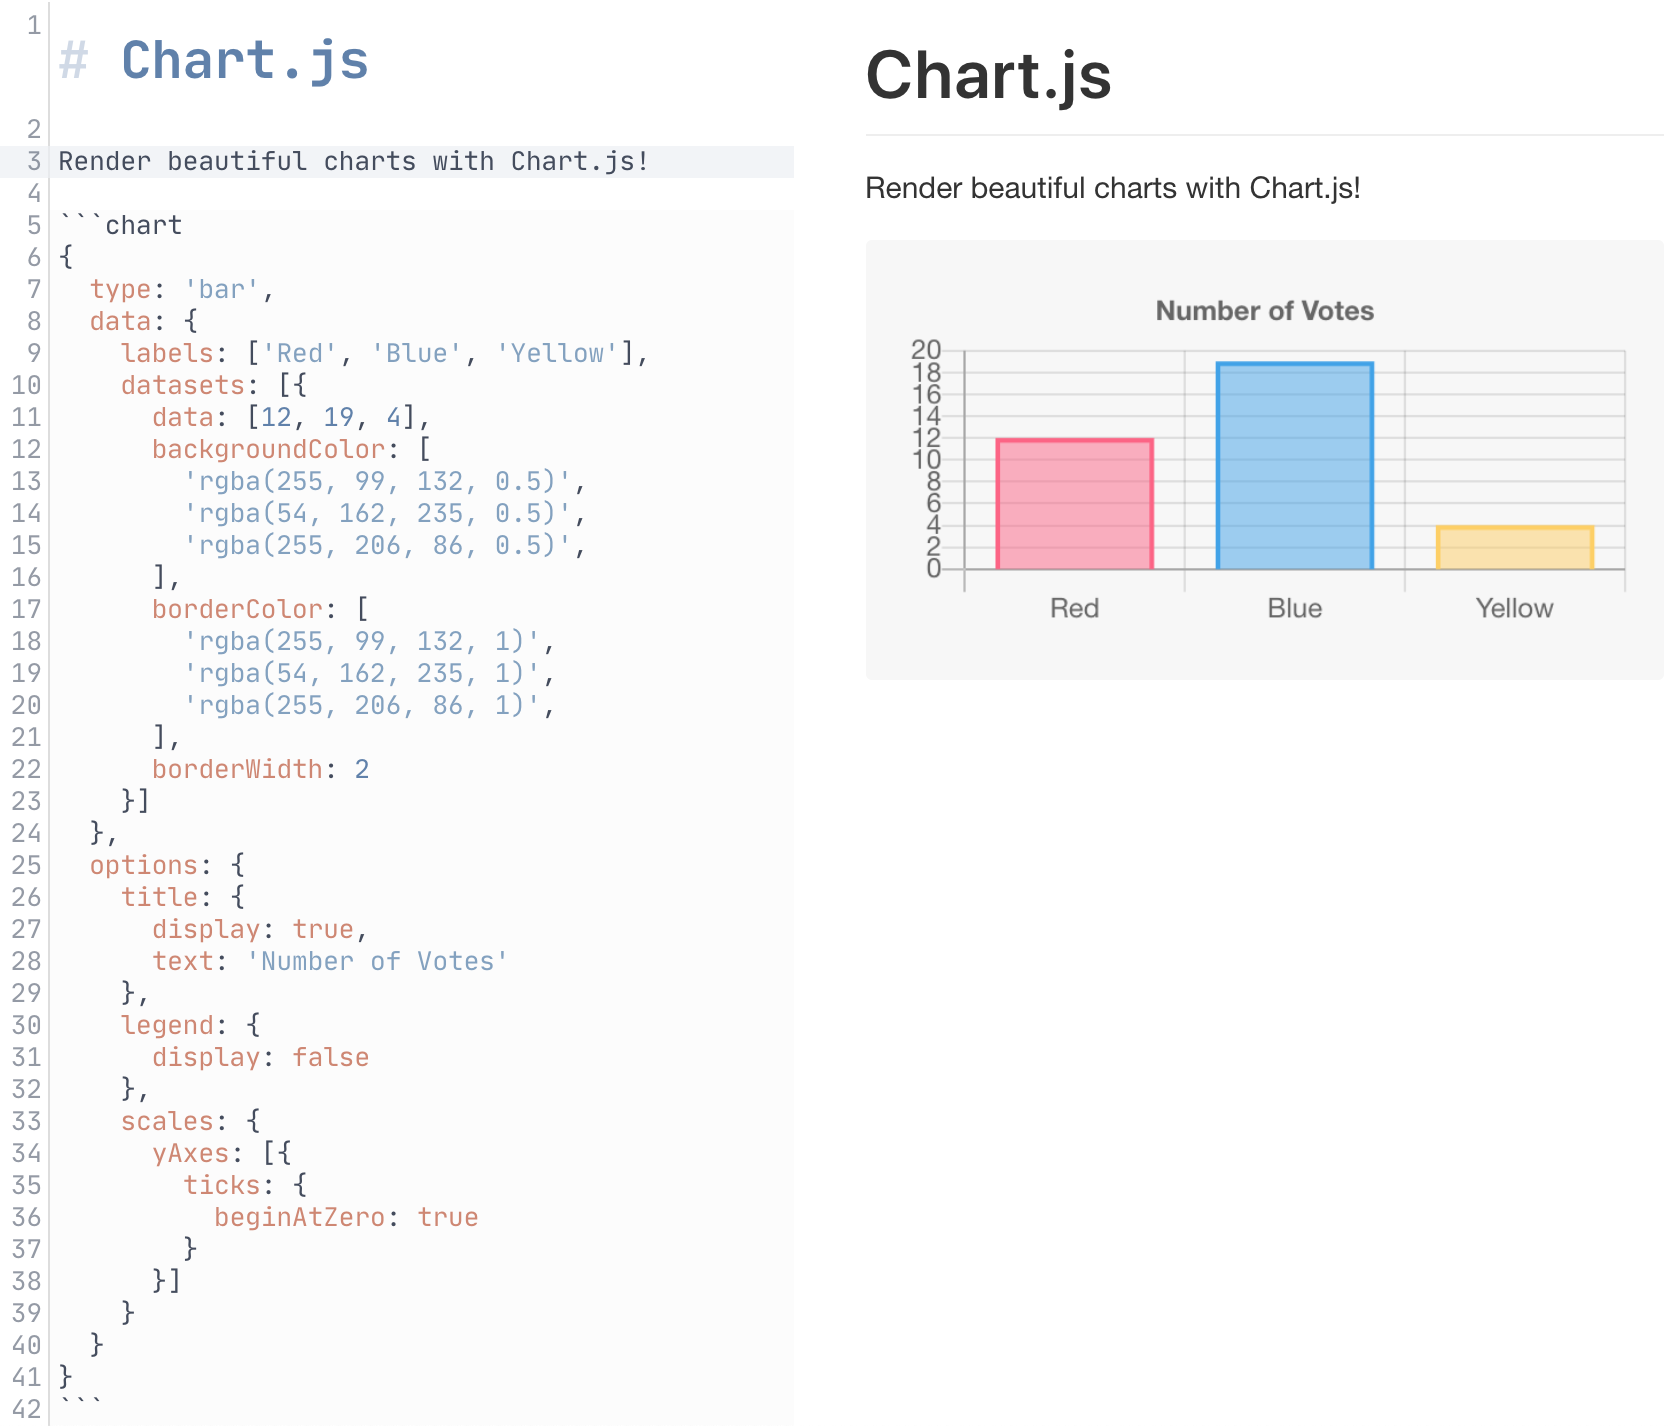 1
# Chart.js
2
3 Render beautiful charts with Chart.js!
4
5 ```chart
6 {
7   type: 'bar',
8   data: {
9     labels: ['Red', 'Blue', 'Yellow'],
10     datasets: [{
11       data: [12, 19, 4],
12       backgroundColor: [
13         'rgba(255, 99, 132, 0.5)',
14         'rgba(54, 162, 235, 0.5)',
15         'rgba(255, 206, 86, 0.5)',
16       ],
17       borderColor: [
18         'rgba(255, 99, 132, 1)',
19         'rgba(54, 162, 235, 1)',
20         'rgba(255, 206, 86, 1)',
21       ],
22       borderWidth: 2
23     }]
24   },
25   options: {
26     title: {
27       display: true,
28       text: 'Number of Votes'
29     },
30     legend: {
31       display: false
32     },
33     scales: {
34       yAxes: [{
35         ticks: {
36           beginAtZero: true
37         }
38       }]
39     }
40   }
41 }
42 ```
Chart.js
Render beautiful charts with Chart.js!
Number of Votes
20
18
16
14
12
10
8
6
4
2
0
Red Blue Yellow